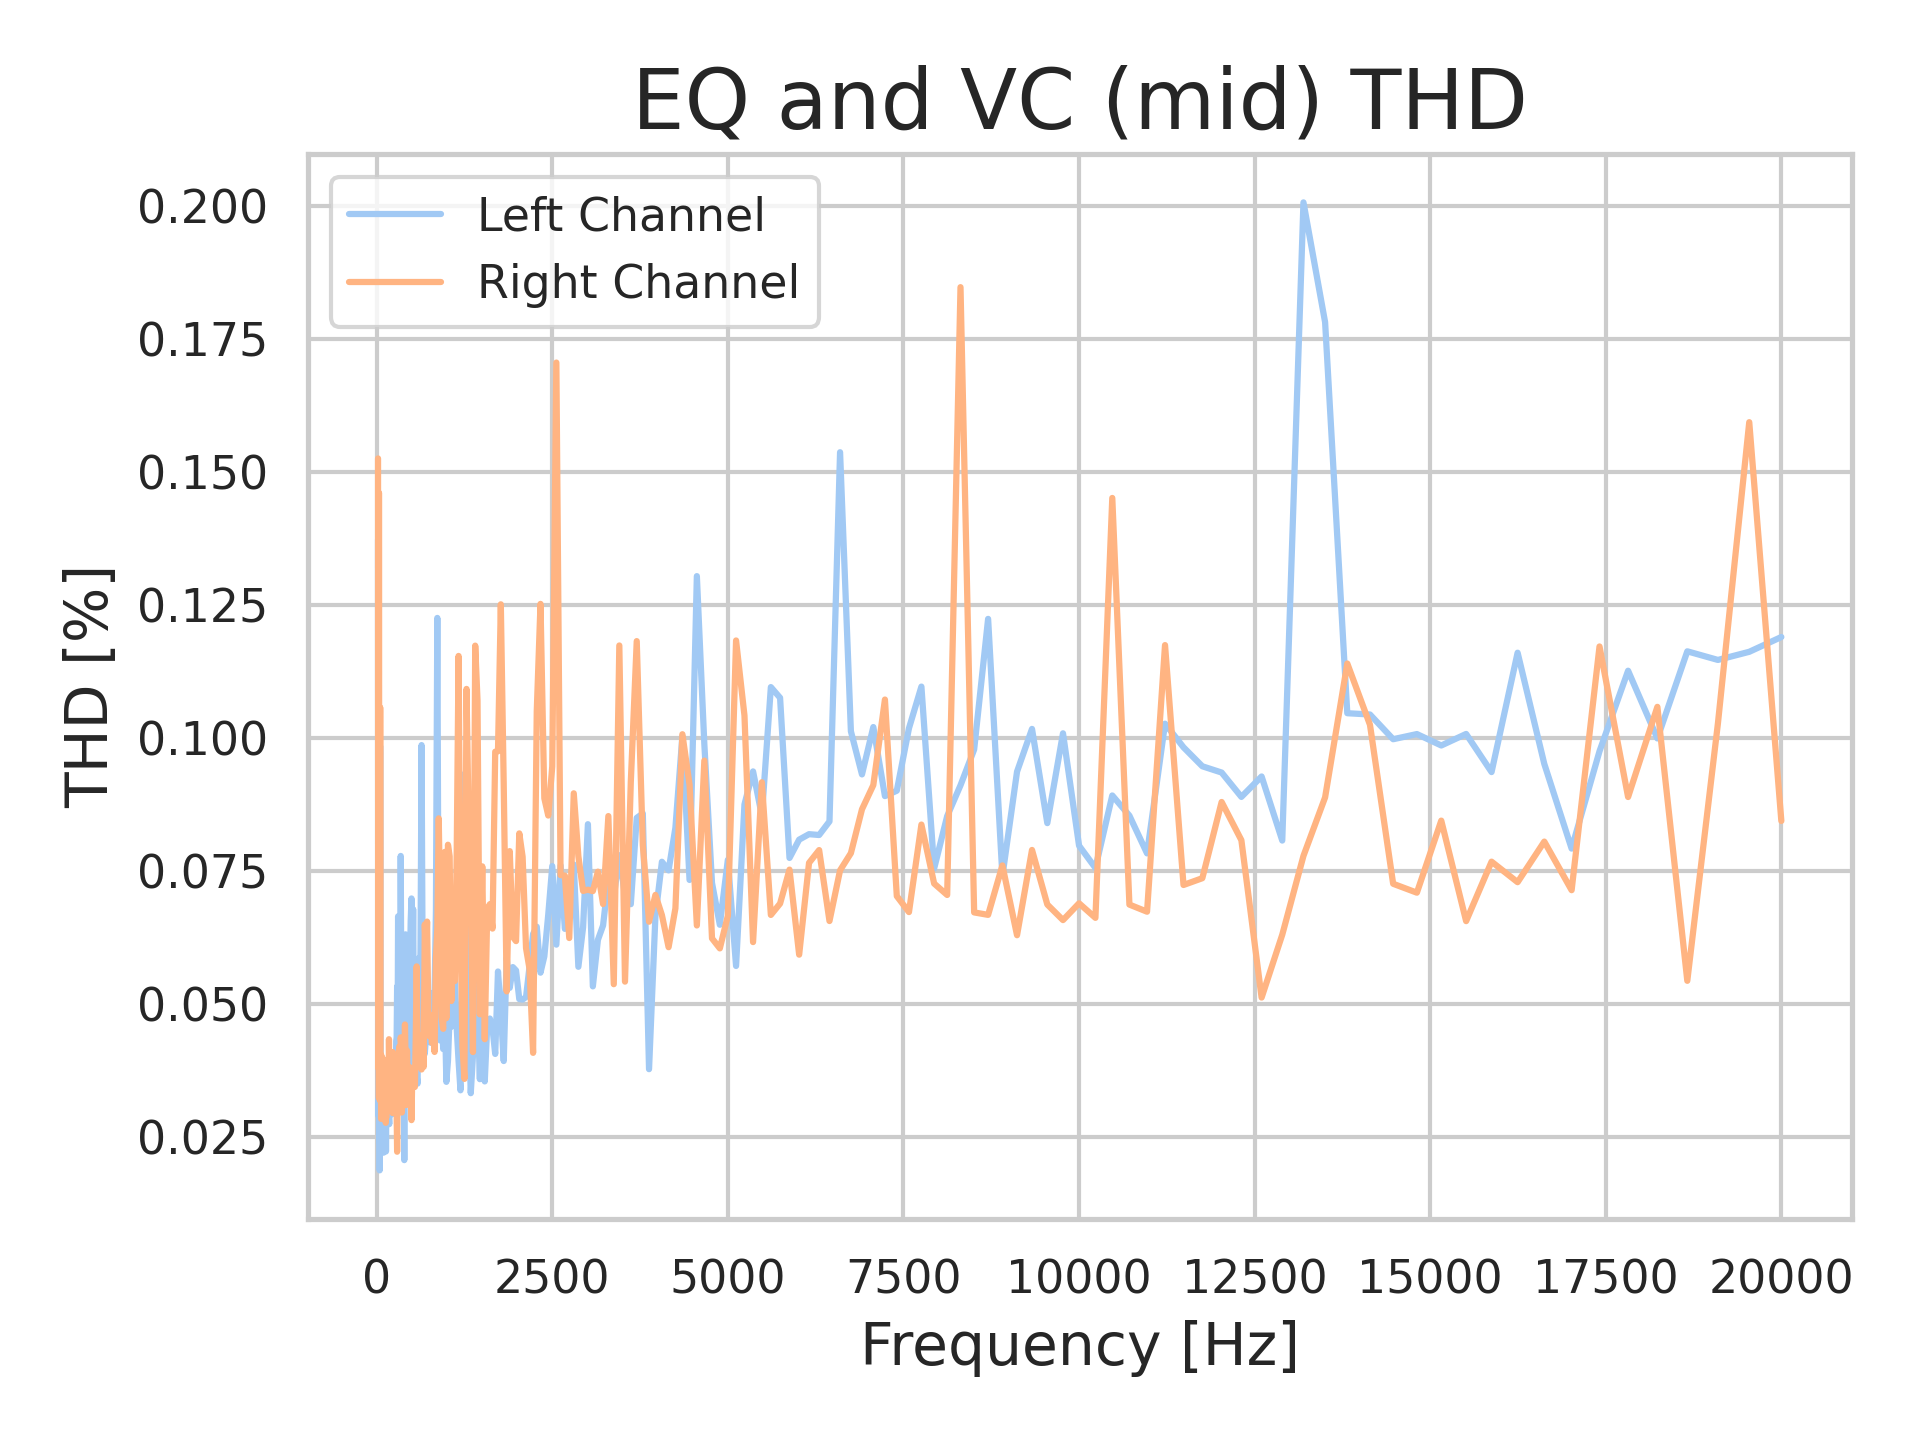 EQ and VC (mid) THD
Left Channel
Right Channel
0.200
0.175
0.150
0.125
0.100
0.075
0.050
0.025
THD [%]
0 2500 5000 7500 10000 12500 15000 17500 20000
Frequency [Hz]